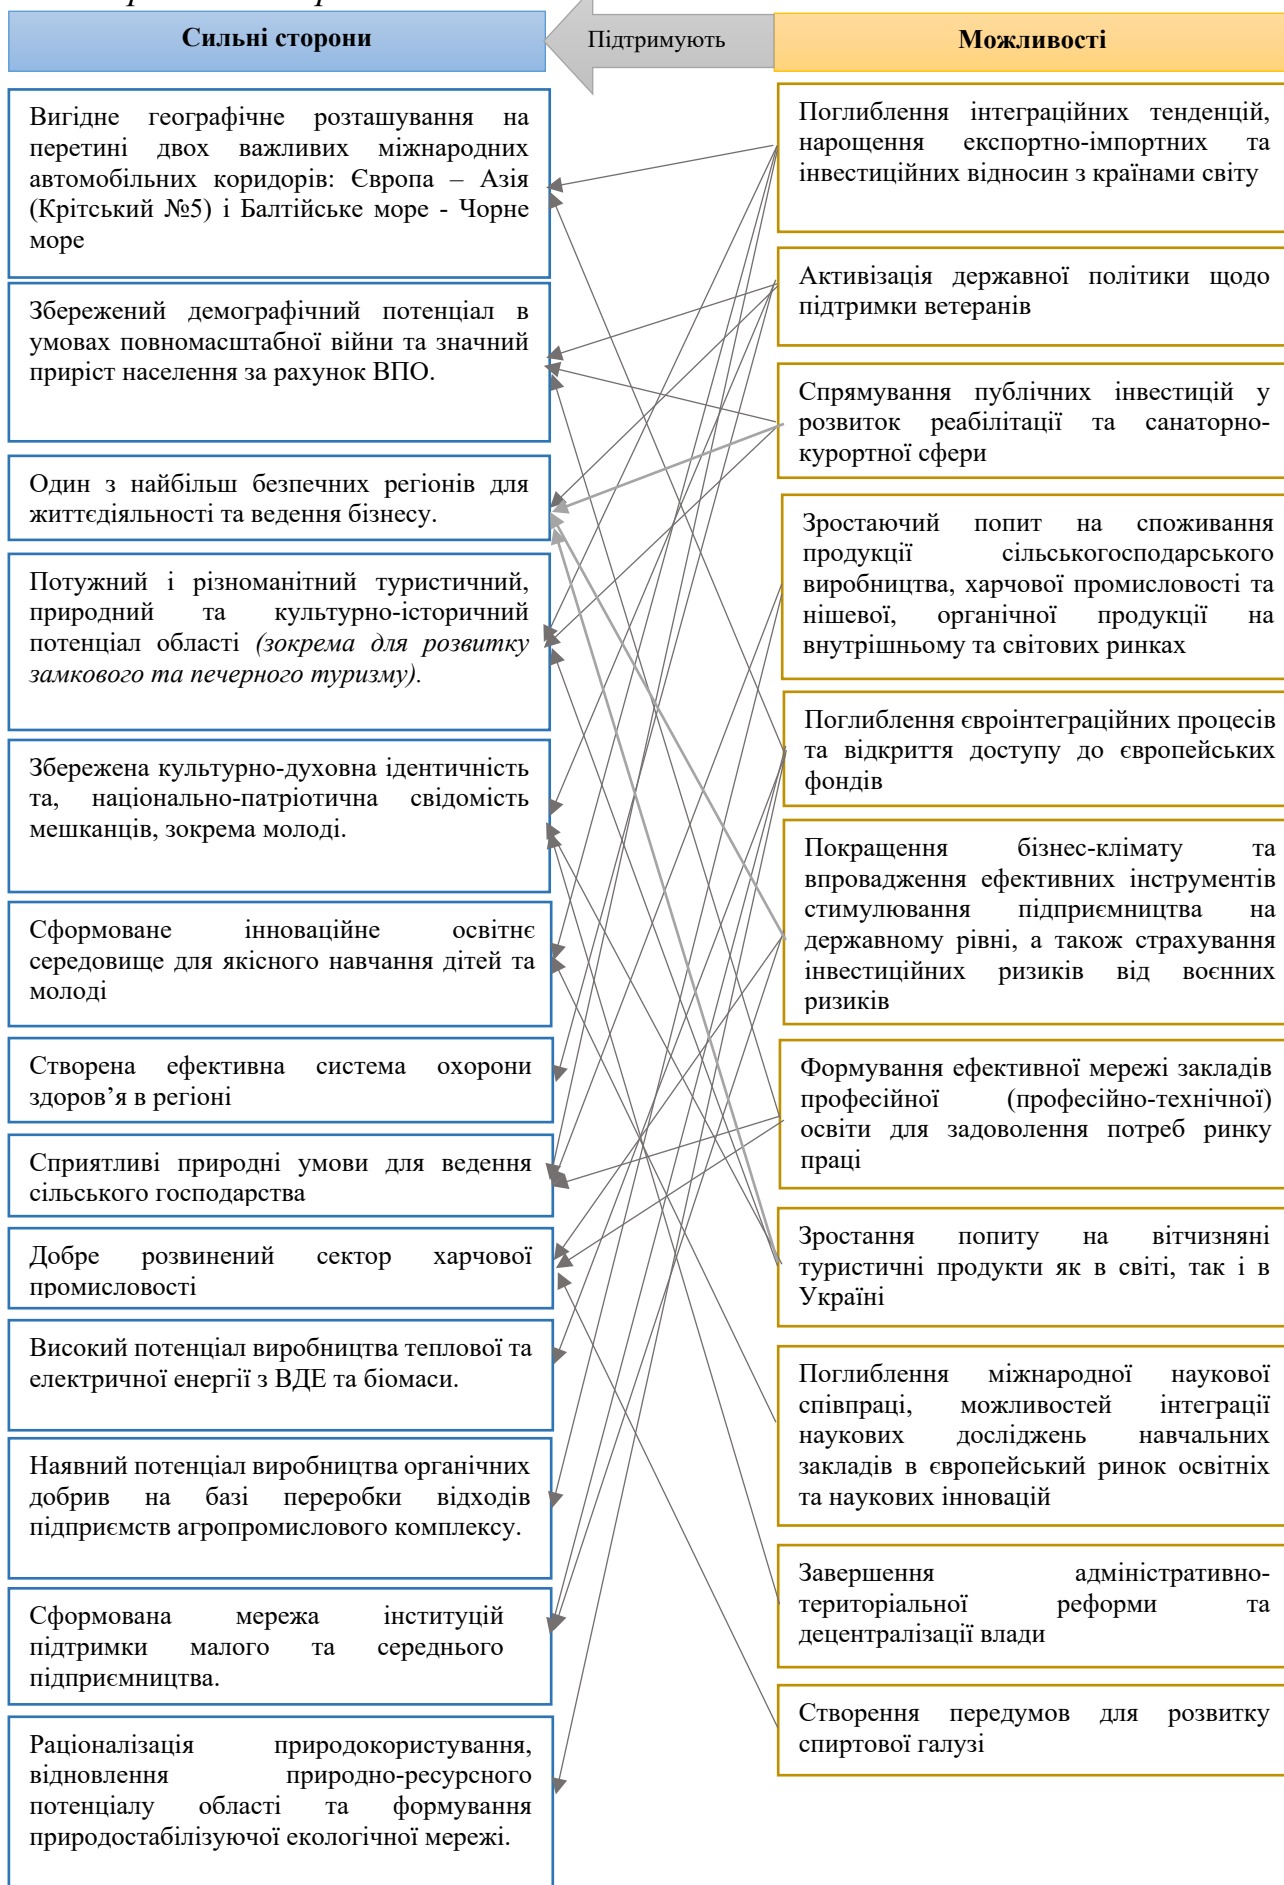 Сильні сторони
Підтримують
Можливості
Вигідне географічне розташування на
перетині двох важливих міжнародних
автомобільних коридорів: Європа – Азія
(Крітський №5) і Балтійське море - Чорне
море
Збережений демографічний потенціал в
умовах повномасштабної війни та значний
приріст населення за рахунок ВПО.
Один з найбільш безпечних регіонів для
життєдіяльності та ведення бізнесу.
Потужний і різноманітний туристичний,
природний та культурно-історичний
потенціал області (зокрема для розвитку
замкового та печерного туризму).
Збережена культурно-духовна ідентичність
та, національно-патріотична свідомість
мешканців, зокрема молоді.
Сформоване інноваційне освітнє
середовище для якісного навчання дітей та
молоді
Створена ефективна система охорони
здоров’я в регіоні
Сприятливі природні умови для ведення
сільського господарства
Добре розвинений сектор харчової
промисловості
Високий потенціал виробництва теплової та
електричної енергії з ВДЕ та біомаси.
Наявний потенціал виробництва органічних
добрив на базі переробки відходів
підприємств агропромислового комплексу.
Сформована мережа інституцій
підтримки малого та середнього
підприємництва.
Раціоналізація природокористування,
відновлення природно-ресурсного
потенціалу області та формування
природостабілізуючої екологічної мережі.
Поглиблення інтеграційних тенденцій,
нарощення експортно-імпортних та
інвестиційних відносин з країнами світу
Активізація державної політики щодо
підтримки ветеранів
Спрямування публічних інвестицій у
розвиток реабілітації та санаторно-
курортної сфери
Зростаючий попит на споживання
продукції сільськогосподарського
виробництва, харчової промисловості та
нішевої, органічної продукції на
внутрішньому та світових ринках
Поглиблення євроінтеграційних процесів
та відкриття доступу до європейських
фондів
Покращення бізнес-клімату та
впровадження ефективних інструментів
стимулювання підприємництва на
державному рівні, а також страхування
інвестиційних ризиків від воєнних
ризиків
Формування ефективної мережі закладів
професійної (професійно-технічної)
освіти для задоволення потреб ринку
праці
Зростання попиту на вітчизняні
туристичні продукти як в світі, так і в
Україні
Поглиблення міжнародної наукової
співпраці, можливостей інтеграції
наукових досліджень навчальних
закладів в європейський ринок освітніх
та наукових інновацій
Завершення адміністративно-
територіальної реформи та
децентралізації влади
Створення передумов для розвитку
спиртової галузі